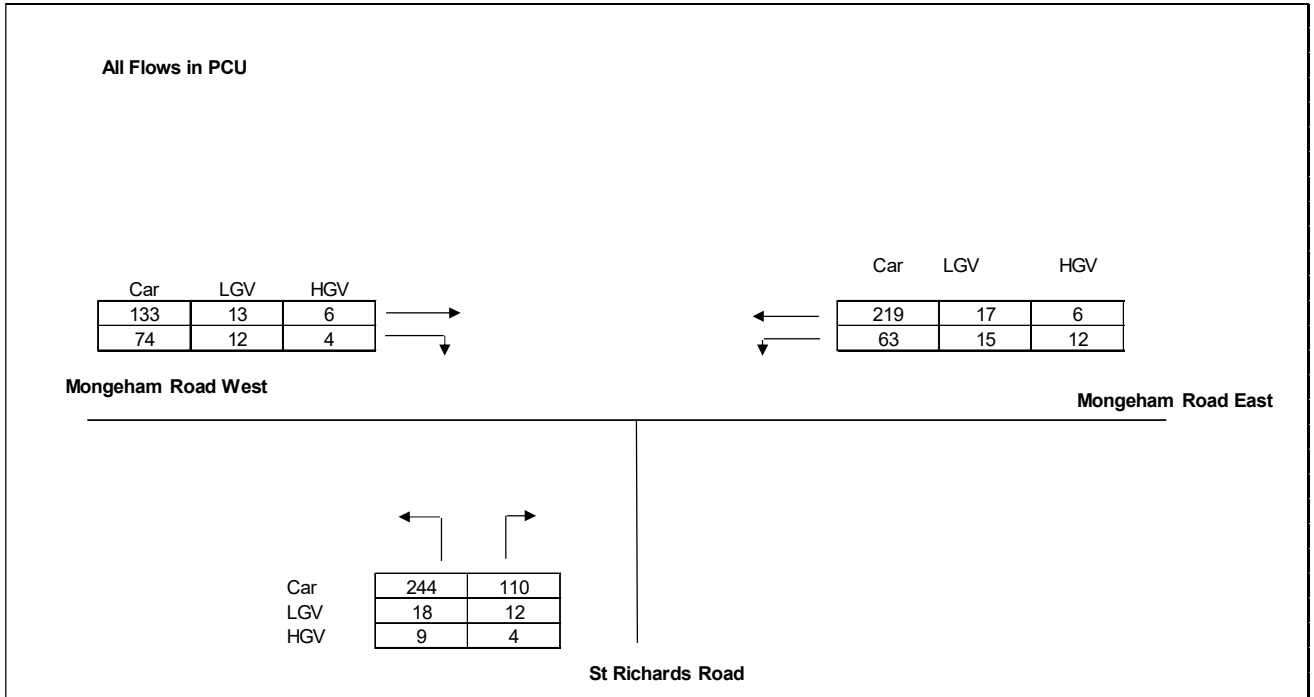 All Flows in PCU
Car LGV HGV
Car LGV HGV
133 13 6
219 17 6
74 12 4
63 15 12
Mongeham Road West
Mongeham Road East
Car 244 110
LGV 18 12
HGV 9 4
St Richards Road